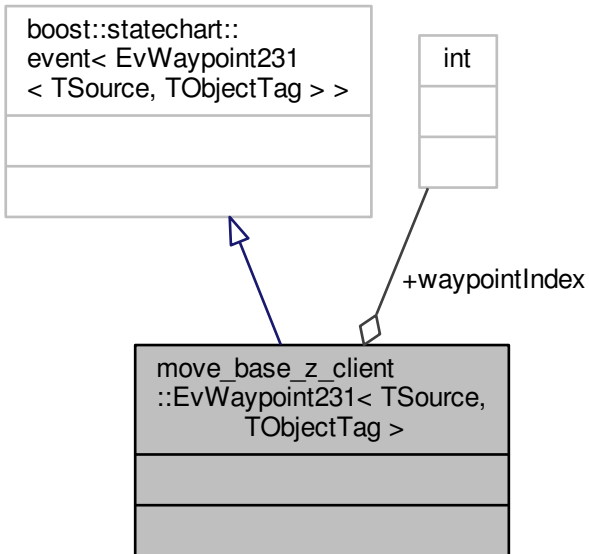 boost::statechart::
event< EvWaypoint231
< TSource, TObjectTag > >
int
+waypointIndex
move_base_z_client
::EvWaypoint231< TSource,
TObjectTag >